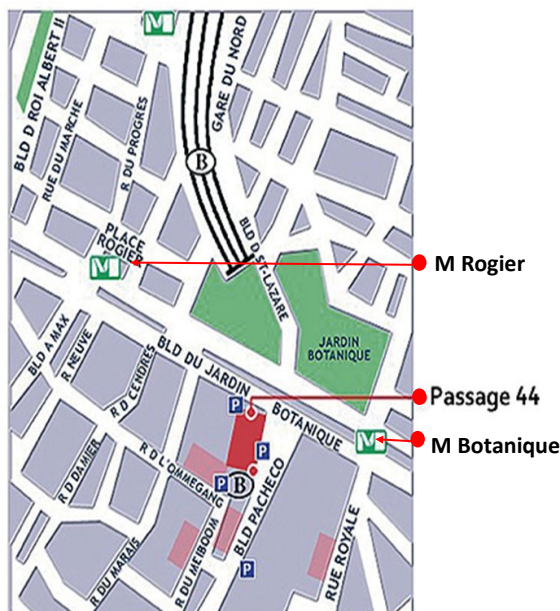 M
BLD D ROI ALBERT II
RUE DU MARCHE
R DU PROGRES
GARE DU NORD
B
PLACE
ROGIER
M
BLD D ST-LAZARE
M Rogier
JARDIN
BOTANIQUE
BLD A MAX
R NEUVE
R D CENDRES
BLD DU JARDIN
BOTANIQUE
P
Passage 44
M
M Botanique
P
R D DAMIER
R D L'OMMEGANG
P
B
BLD PACHECO
R DU MARAIS
R DU MEIBOOM
P
RUE ROYALE